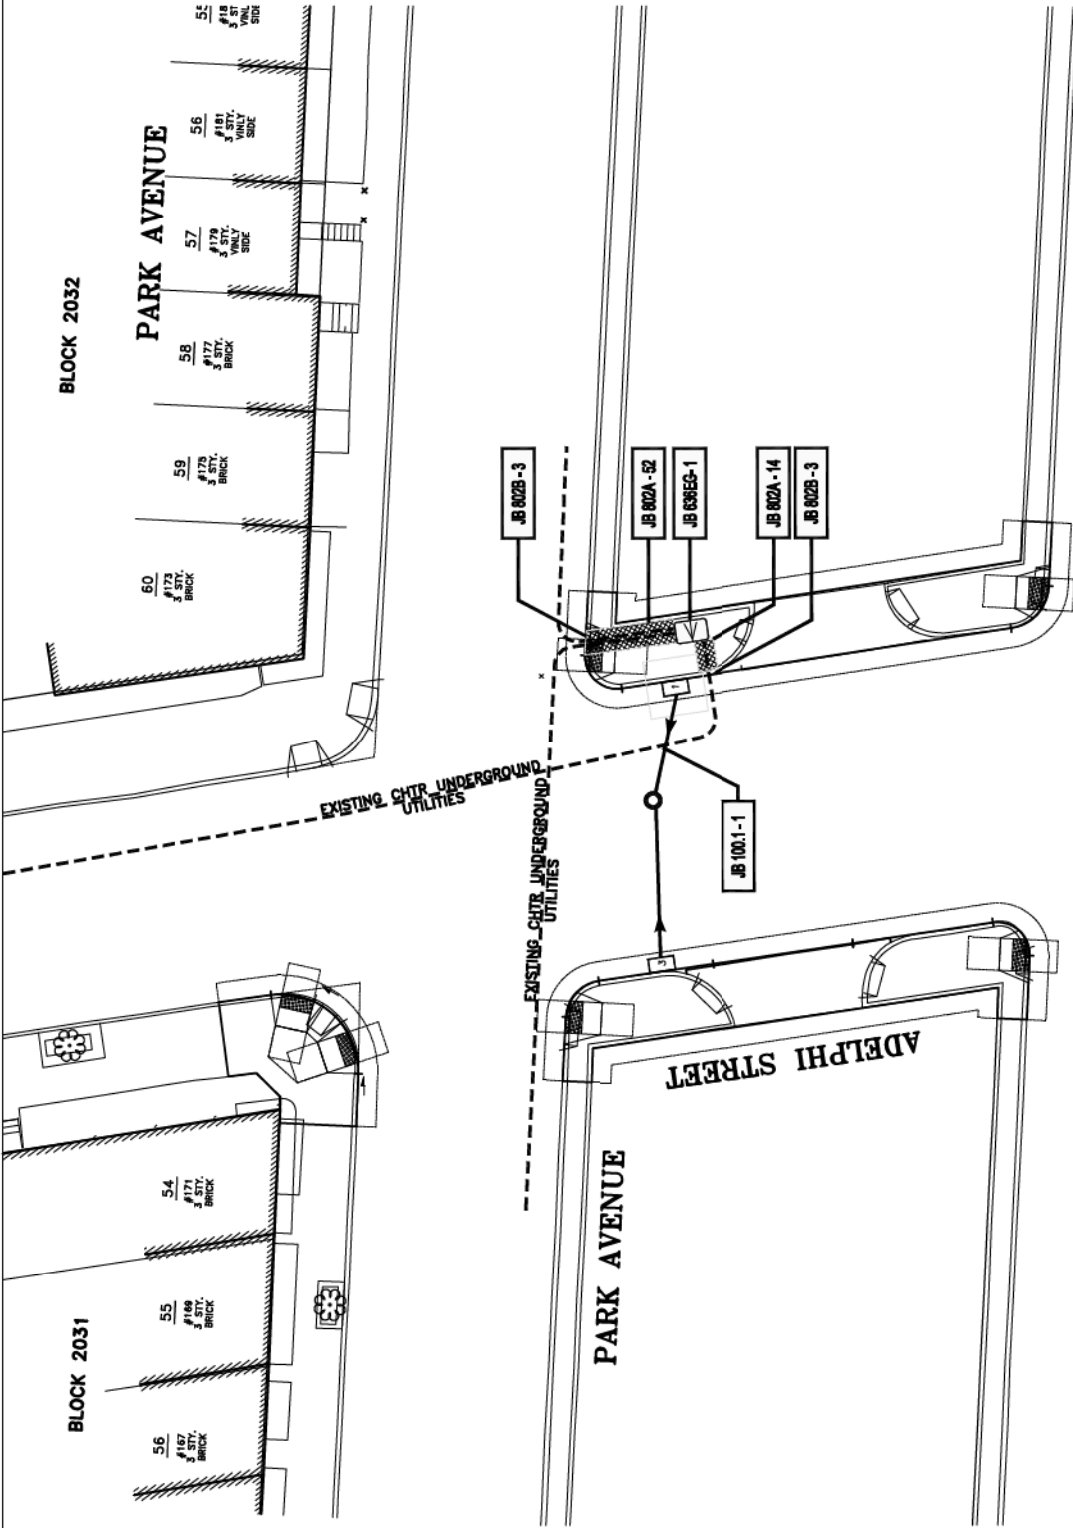 BLOCK 2031
56
#167
3 STY.
BRICK
55
#169
3 STY.
BRICK
54
#171
3 STY.
BRICK
BLOCK 2032
PARK AVENUE
60
#173
3 STY.
BRICK
59
#175
3 STY.
BRICK
58
#177
3 STY.
BRICK
57
#179
3 STY.
VINLY
SIDE
56
#181
3 STY.
VINLY
SIDE
EXISTING CHTR UNDERGROUND
UTILITIES
EXISTING CHTR UNDERGROUND
UTILITIES
JB 802B - 3
JB 802A - 52
JB 636EG- 1
JB 802A - 14
JB 802B - 3
JB 100.1 - 1
1
3
PARK AVENUE
ADELPHI STREET